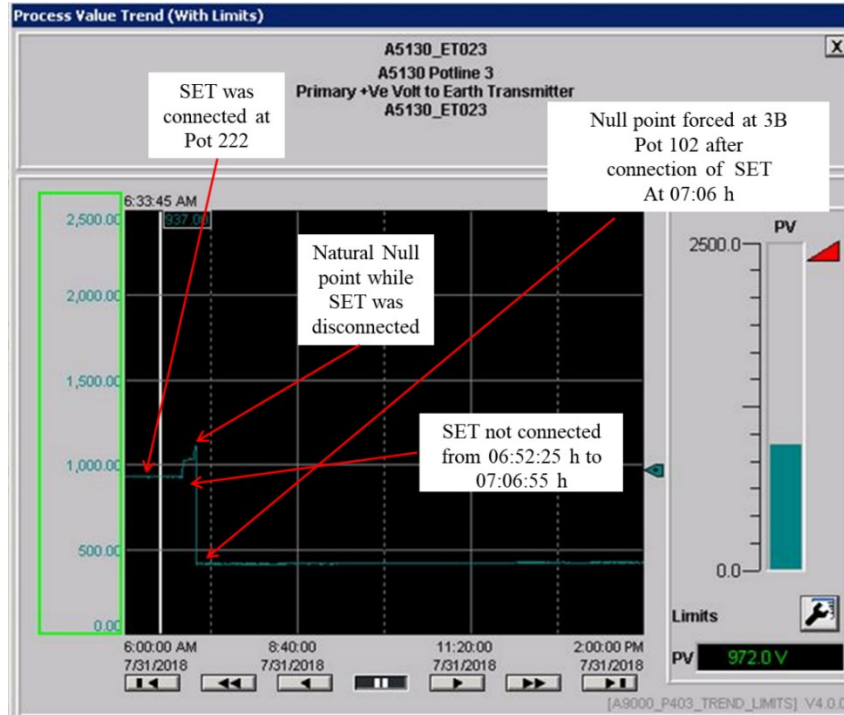 Process Value Trend (With Limits)
A5130_ET023
X
A5130 Potline 3
Primary +Ve Volt to Earth Transmitter
A5130_ET023
SET was
connected at
Pot 222
Null point forced at 3B
Pot 102 after
connection of SET
At 07:06 h
6:33:45 AM
937.00
2,500.00
2,000.00
1,500.00
1,000.00
500.00
0.00
Natural Null
point while
SET was
disconnected
SET not connected
from 06:52:25 h to
07:06:55 h
PV
2500.0
0.0
Limits
PV 972.0 V
6:00:00 AM 8:40:00 11:20:00 2:00:00 PM
7/31/2018 7/31/2018 7/31/2018 7/31/2018
[A9000_P403_TREND_LIMITS] V4.0.0